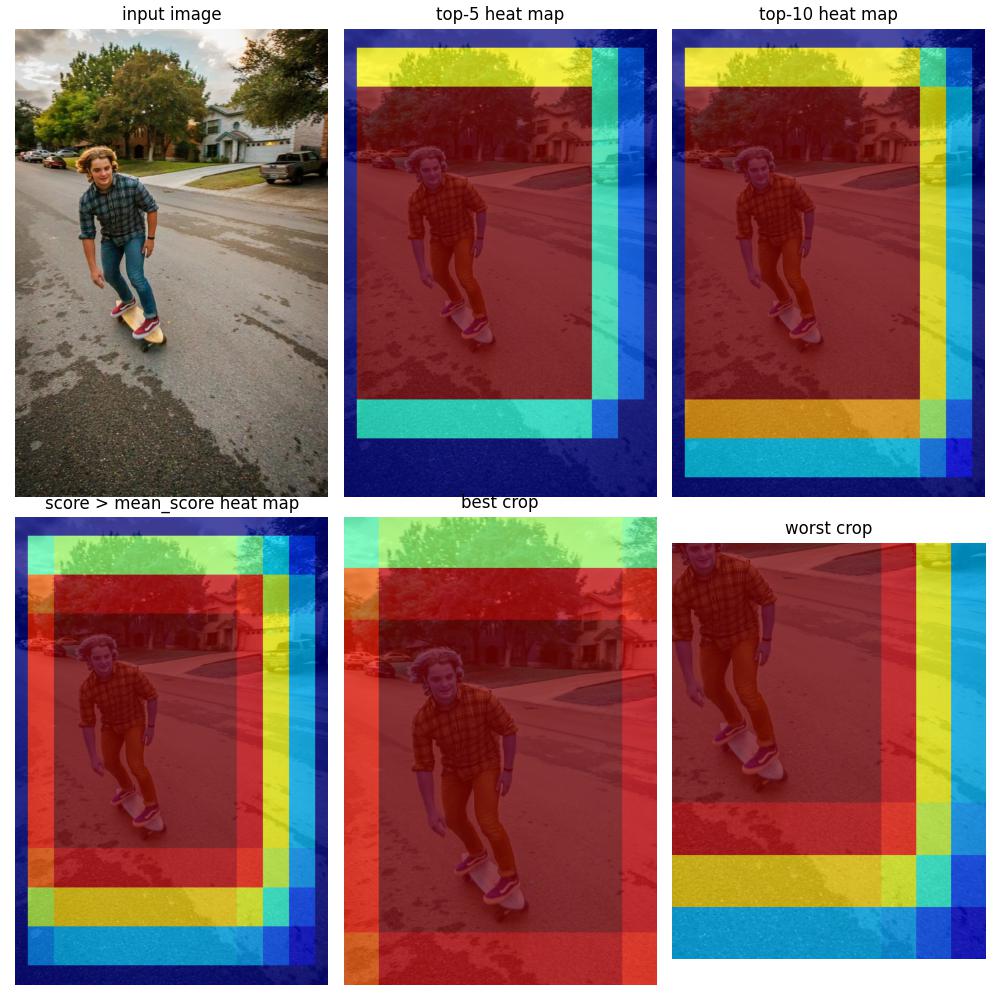 input image
top-5 heat map
top-10 heat map
score > mean_score heat map
best crop
worst crop